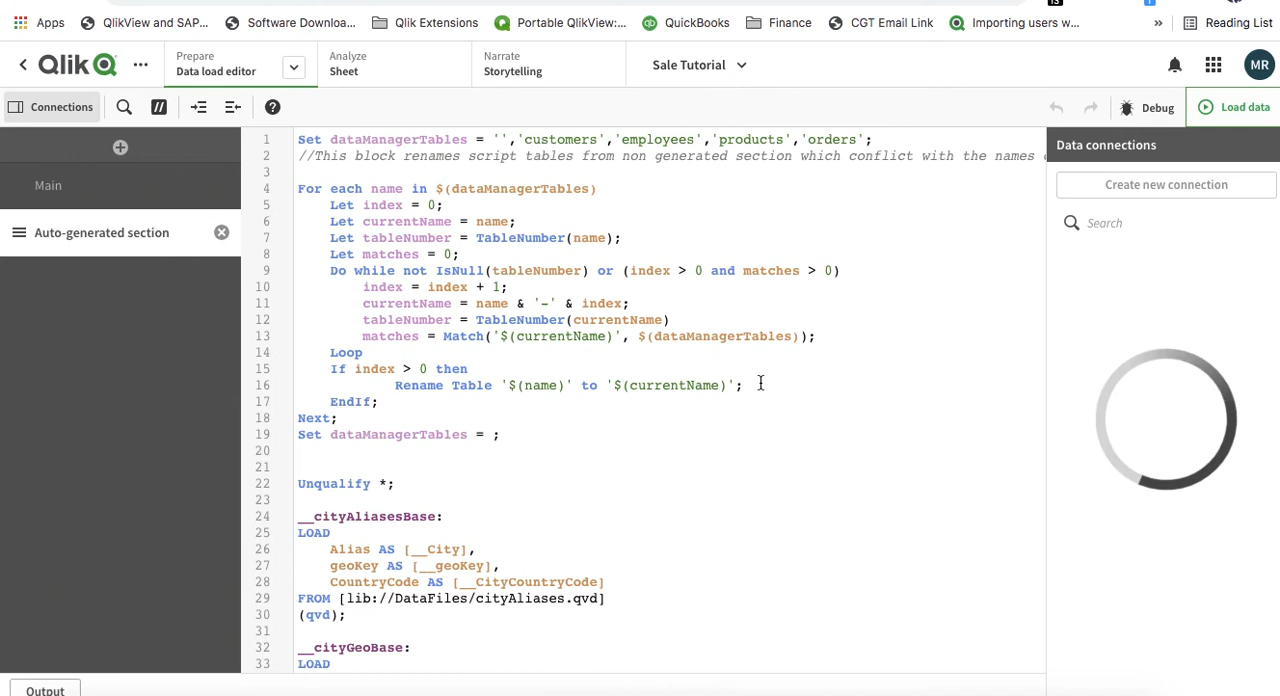 Apps QlikView and SAP... Software Downloa... Qlik Extensions Portable QlikView:... QuickBooks Finance CGT Email Link Importing users w... » Reading List
Qlik Prepare Data load editor Analyze Sheet Narrate Storytelling Sale Tutorial MR
Connections // ? Debug Load data
Main
Auto-generated section
1 Set dataManagerTables = '','customers','employees','products','orders';
2 //This block renames script tables from non generated section which conflict with the names
3
4 For each name in $(dataManagerTables)
5 Let index = 0;
6 Let currentName = name;
7 Let tableNumber = TableNumber(name);
8 Let matches = 0;
9 Do while not IsNull(tableNumber) or (index > 0 and matches > 0)
10 index = index + 1;
11 currentName = name & '-' & index;
12 tableNumber = TableNumber(currentName)
13 matches = Match('$(currentName)', $(dataManagerTables));
14 Loop
15 If index > 0 then
16 Rename Table '$(name)' to '$(currentName)';
17 EndIf;
18 Next;
19 Set dataManagerTables = ;
20
21
22 Unqualify *;
23
24 __cityAliasesBase:
25 LOAD
26 Alias AS [__City],
27 geoKey AS [__geoKey],
28 CountryCode AS [__CityCountryCode]
29 FROM [lib://DataFiles/cityAliases.qvd]
30 (qvd);
31
32 __cityGeoBase:
33 LOAD
Data connections
Create new connection
Search
Output